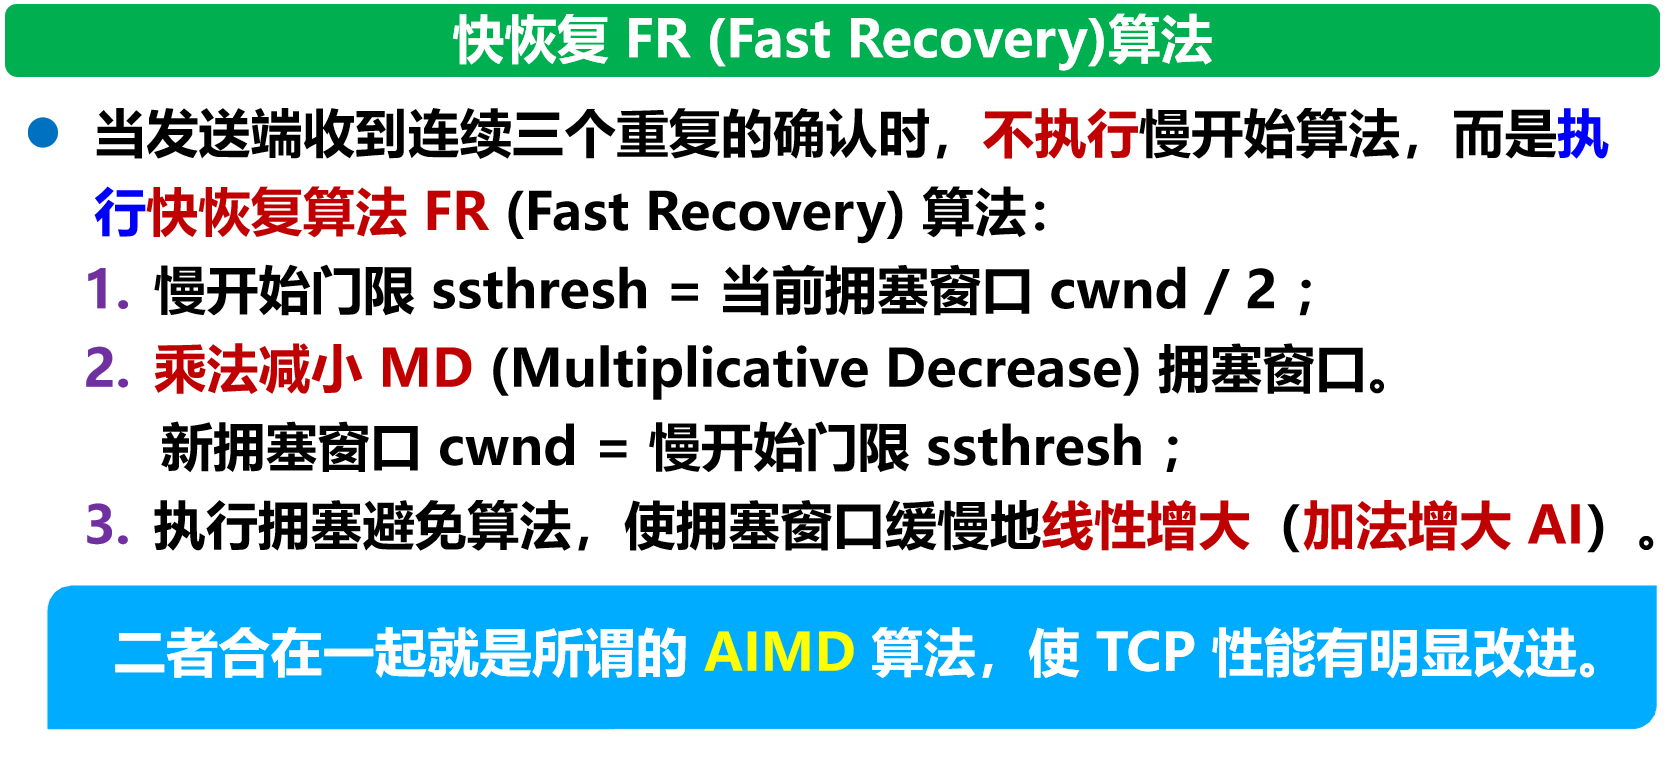 快恢复 FR (Fast Recovery)算法
当发送端收到连续三个重复的确认时，不执行慢开始算法，而是执
行快恢复算法 FR (Fast Recovery) 算法：
1. 慢开始门限 ssthresh = 当前拥塞窗口 cwnd / 2 ；
2. 乘法减小 MD (Multiplicative Decrease) 拥塞窗口。
新拥塞窗口 cwnd = 慢开始门限 ssthresh ；
3. 执行拥塞避免算法，使拥塞窗口缓慢地线性增大（加法增大 AI）。
二者合在一起就是所谓的 AIMD 算法，使 TCP 性能有明显改进。